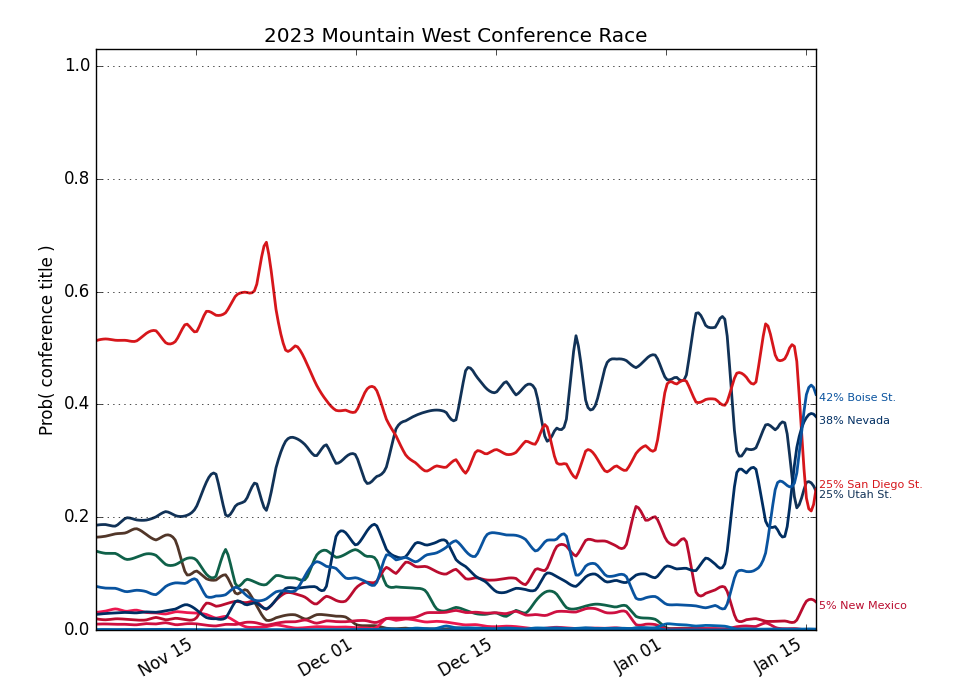 2023 Mountain West Conference Race
Prob( conference title )
1.0
0.8
0.6
0.4
0.2
0.0
Nov 15
Dec 01
Dec 15
Jan 01
Jan 15
42% Boise St.
38% Nevada
25% San Diego St.
25% Utah St.
5% New Mexico